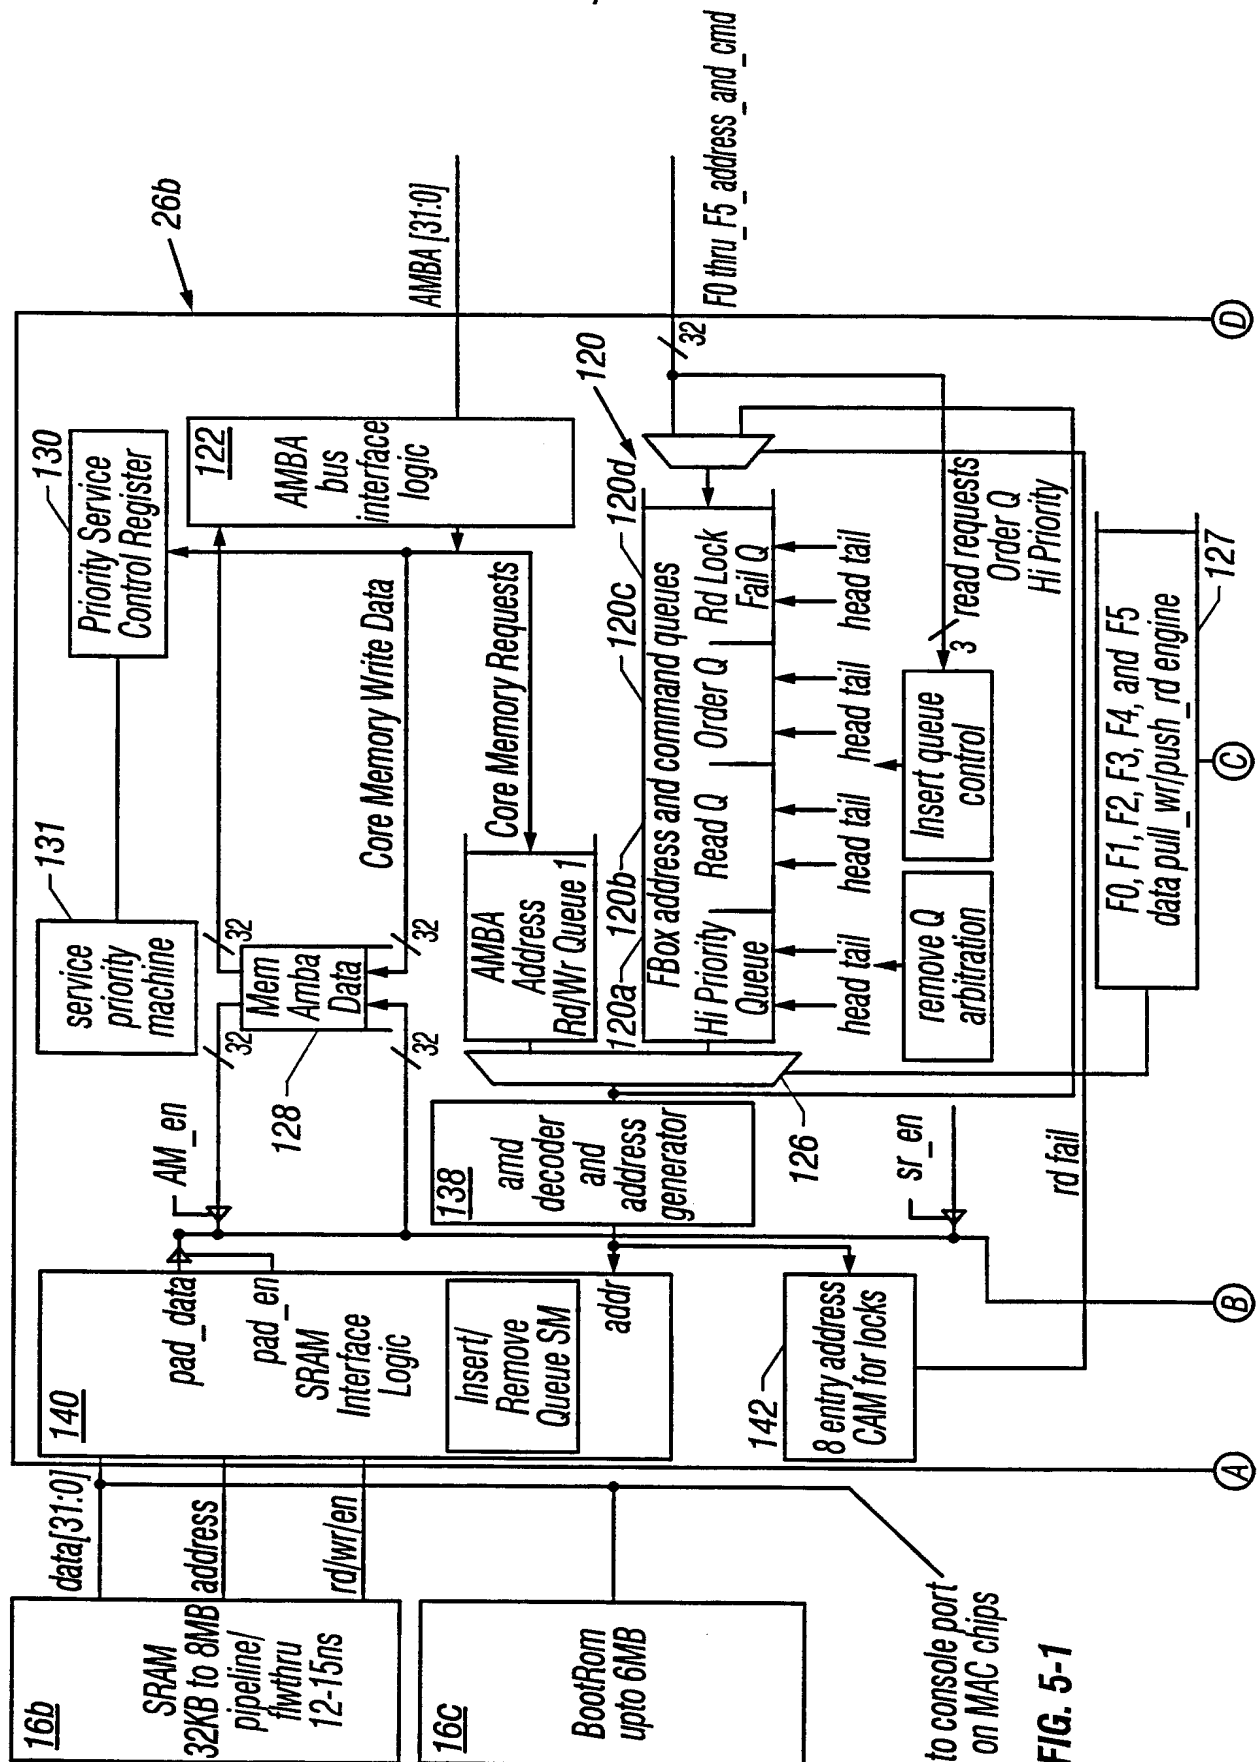 16b
SRAM
32KB to 8MB
pipeline/
flwthru
12-15ns
data[31:0]
address
rd/wr/en
16c
BootRom
upto 6MB
to console port
on MAC chips
FIG. 5-1
26b
140
pad_data
pad_en
SRAM
Interface
Logic
Insert/
Remove
Queue SM
addr
AM_en
131
service
priority
machine
130
Priority Service
Control Register
32
32
Mem
Amba
Data
32
32
128
122
AMBA
bus
interface
logic
AMBA [31:0]
Core Memory Write Data
Core Memory Requests
AMBA
Address
Rd/Wr Queue 1
138
amd
decoder
and
address
generator
126
120
120a
120b
120c
120d
FBox address and command queues
Hi Priority
Queue
Read Q
Order Q
Rd Lock
Fail Q
head tail
head tail
head tail
head tail
remove Q
arbitration
Insert queue
control
3
read requests
Order Q
Hi Priority
32
F0 thru_F5_address_and_cmd
142
8 entry address
CAM for locks
sr_en
rd fail
F0, F1, F2, F3, F4, and F5
data pull_wr/push_rd engine
127
A
B
C
D